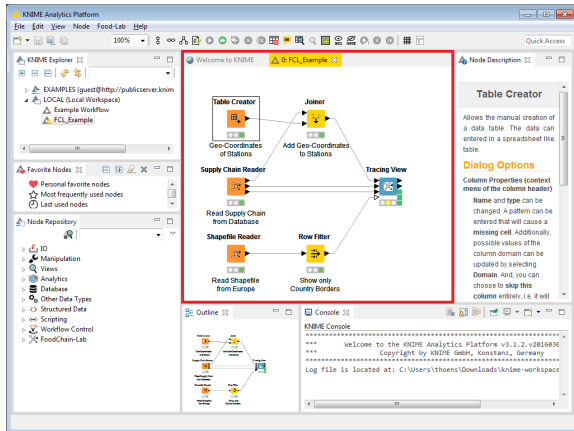 KNIME Analytics Platform
File Edit View Node Food-Lab Help
100%
Quick Access
KNIME Explorer
EXAMPLES (guest@http://publicserver.knim
LOCAL (Local Workspace)
Example Workflow
FCL_Example
Favorite Nodes
Personal favorite nodes
Most frequently used nodes
Last used nodes
Node Repository
IO
Manipulation
Views
Analytics
Database
Other Data Types
Structured Data
Scripting
Workflow Control
FoodChain-Lab
Welcome to KNIME
0: FCL_Example
Table Creator
Joiner
Geo-Coordinates
of Stations
Add Geo-Coordinates
to Stations
Supply Chain Reader
Tracing View
Read Supply Chain
from Database
Shapefile Reader
Row Filter
Read Shapefile
from Europe
Show only
Country Borders
Node Description
Table Creator
Allows the manual creation of
a data table. The data can
entered in a spreadsheet like
table.
Dialog Options
Column Properties (context
menu of the column header)
Name and type can be
changed. A pattern can be
entered that will cause a
missing cell. Additionally,
possible values of the
column domain can be
updated by selecting
Domain. And, you can
choose to skip this
column entirely, i.e. it will
Outline
Console
KNIME Console
***********************************
*** Welcome to the KNIME Analytics Platform v3.1.2.v2016030
*** Copyright by KNIME GmbH, Konstanz, Germany
***********************************
Log file is located at: C:\Users\thoens\Downloads\knime-workspace